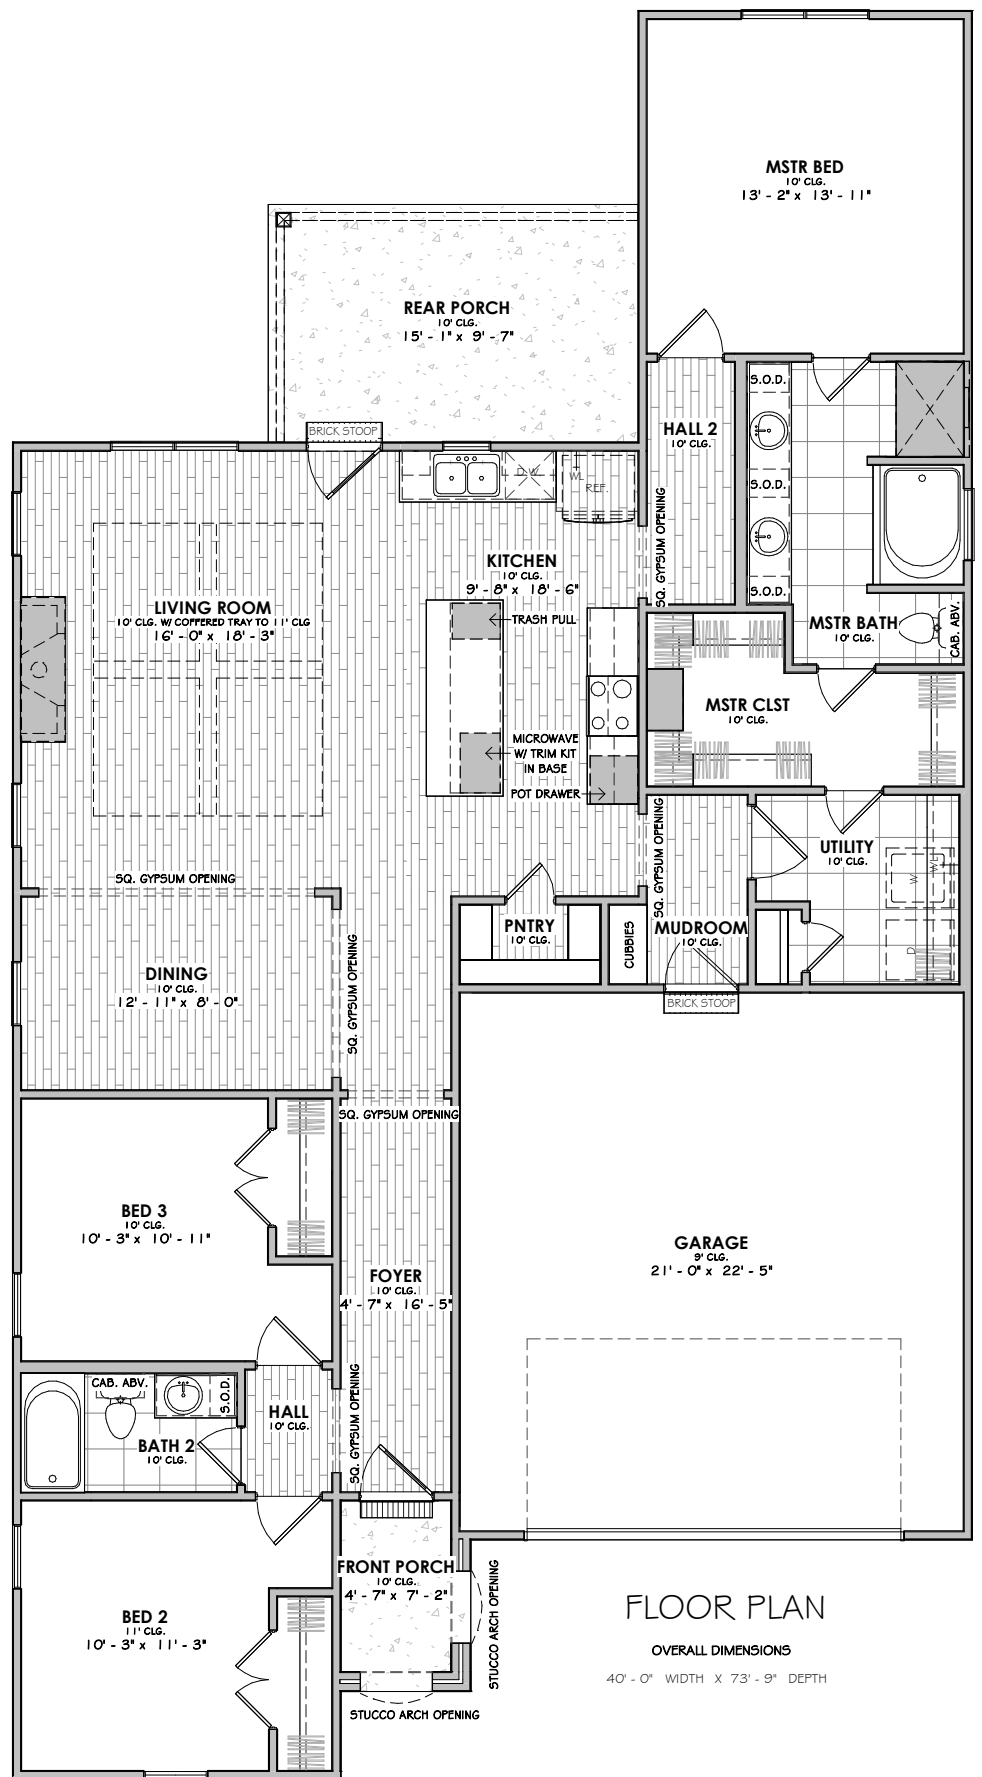 MSTR BED
10' CLG.
13' - 2" x 13' - 11"
REAR PORCH
10' CLG.
15' - 1" x 9' - 7"
BRICK STOOP
S.O.D.
HALL 2
10' CLG.
D.W.
WL
REF.
S.O.D.
SQ. GYPSUM OPENING
KITCHEN
10' CLG.
9' - 8" x 18' - 6"
S.O.D.
LIVING ROOM
10' CLG. W/ COFFERED TRAY TO 11' CLG
16' - 0" x 18' - 3"
TRASH PULL
MSTR BATH
10' CLG.
CAB. ABV.
MSTR CLST
10' CLG.
MICROWAVE
W/ TRIM KIT
IN BASE
POT DRAWER
SQ. GYPSUM OPENING
UTILITY
10' CLG.
W
WL
SQ. GYPSUM OPENING
PNTRY
10' CLG.
CUBBIES
MUDROOM
10' CLG.
D
DINING
10' CLG.
12' - 11" x 8' - 0"
SQ. GYPSUM OPENING
BRICK STOOP
SQ. GYPSUM OPENING
BED 3
10' CLG.
10' - 3" x 10' - 11"
GARAGE
9' CLG.
21' - 0" x 22' - 5"
FOYER
10' CLG.
4' - 7" x 16' - 5"
CAB. ABV.
S.O.D.
HALL
10' CLG.
SQ. GYPSUM OPENING
BATH 2
10' CLG.
FRONT PORCH
10' CLG.
4' - 7" x 7' - 2"
STUCCO ARCH OPENING
BED 2
11' CLG.
10' - 3" x 11' - 3"
STUCCO ARCH OPENING
FLOOR PLAN
OVERALL DIMENSIONS
40' - 0" WIDTH X 73' - 9" DEPTH